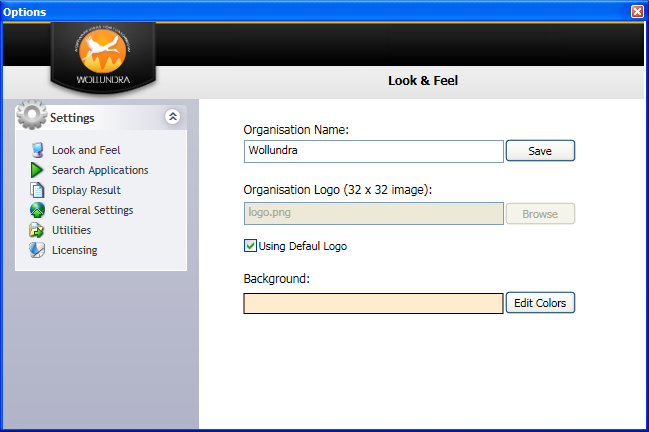 Options
WOLLUNDRA
Look & Feel
Settings
Look and Feel
Search Applications
Display Result
General Settings
Utilities
Licensing
Organisation Name:
Wollundra
Save
Organisation Logo (32 x 32 image):
logo.png
Browse
Using Defaul Logo
Background:
Edit Colors